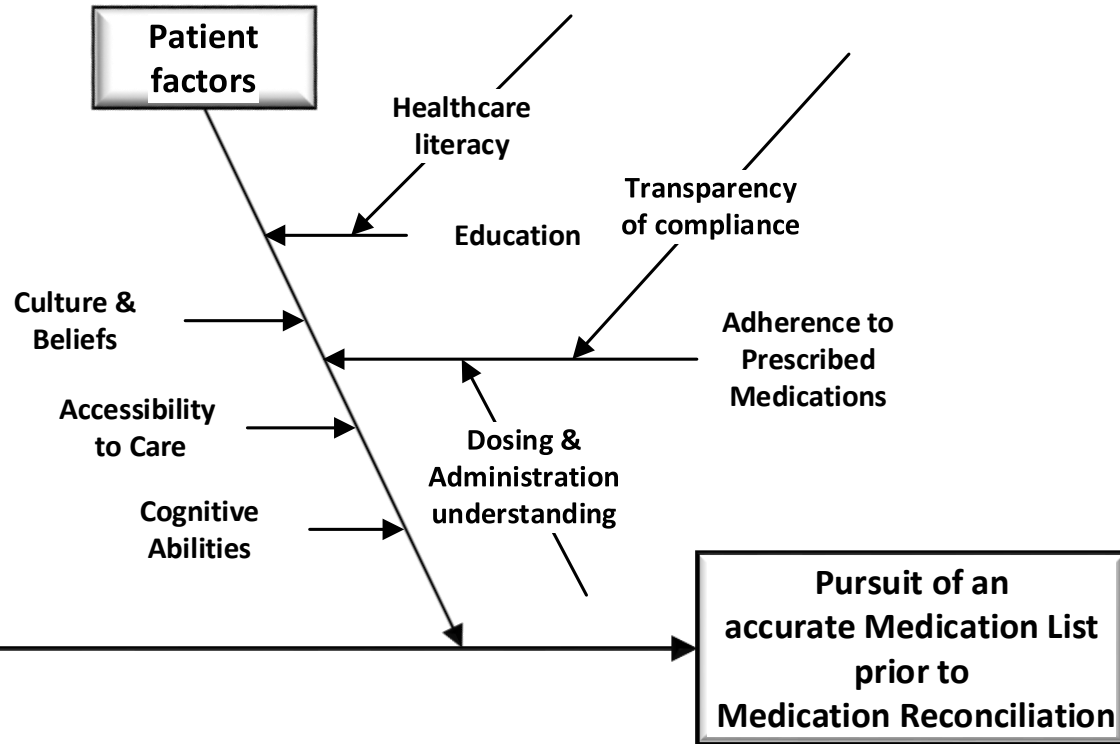 Patient
factors
Healthcare
literacy
Transparency
of compliance
Education
Culture &
Beliefs
Adherence to
Prescribed
Medications
Accessibility
to Care
Dosing &
Administration
understanding
Cognitive
Abilities
Pursuit of an
accurate Medication List
prior to
Medication Reconciliation